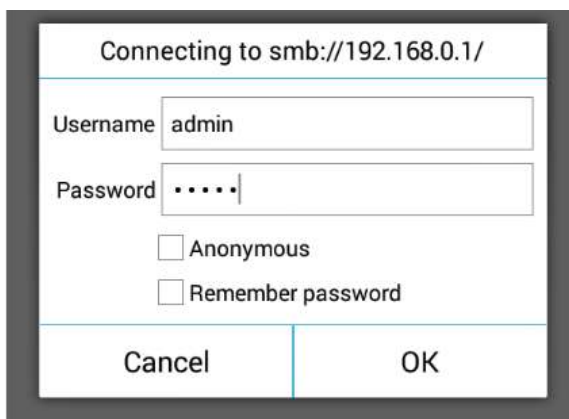 Connecting to smb://192.168.0.1/
Username admin
Password •••••
Anonymous
Remember password
Cancel OK